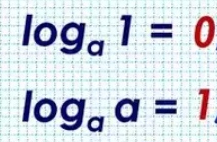 logₐ 1 = 0,
logₐ a = 1,